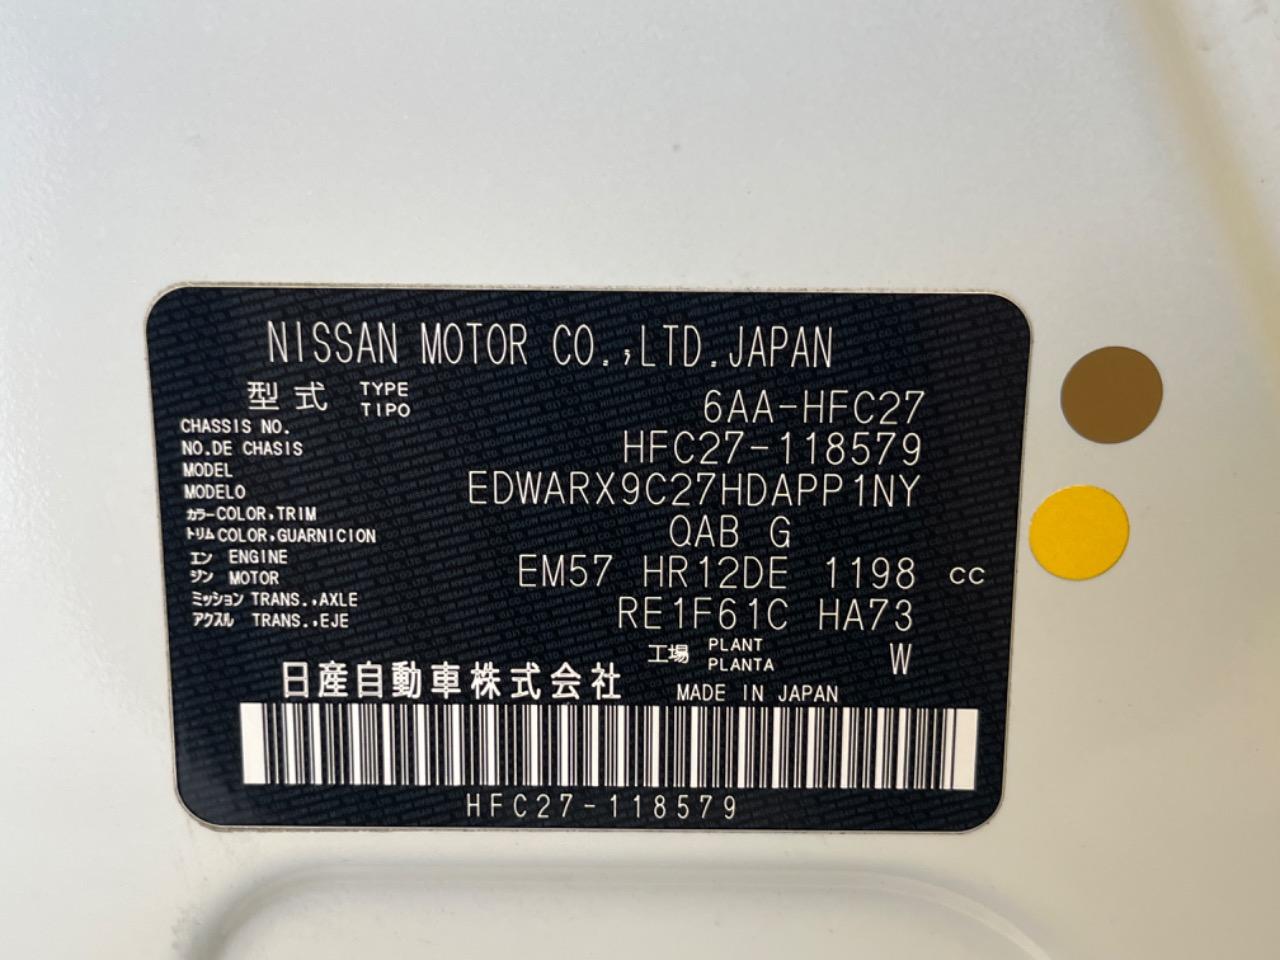 NISSAN MOTOR CO.,LTD.JAPAN
型式 TYPE TIPO 6AA-HFC27
CHASSIS NO.
NO.DE CHASIS HFC27-118579
MODEL
MODELO EDWARX9C27HDAPP1NY
カラー COLOR,TRIM
トリム COLOR,GUARNICION QAB G
エン ENGINE
ジン MOTOR EM57 HR12DE 1198 cc
ミッション TRANS.,AXLE
アクスル TRANS.,EJE RE1F61C HA73
工場 PLANT PLANTA W
日産自動車株式会社 MADE IN JAPAN
HFC27-118579